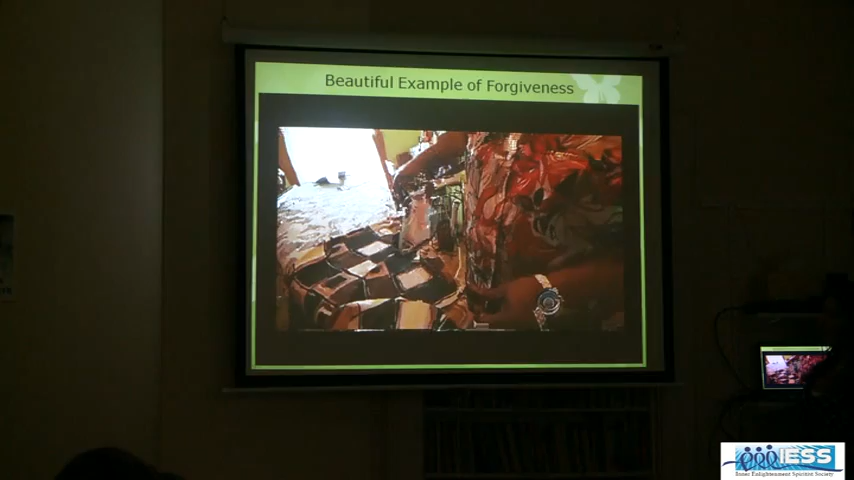 Beautiful Example of Forgiveness
IESS
Inner Enlightenment Spiritist Society